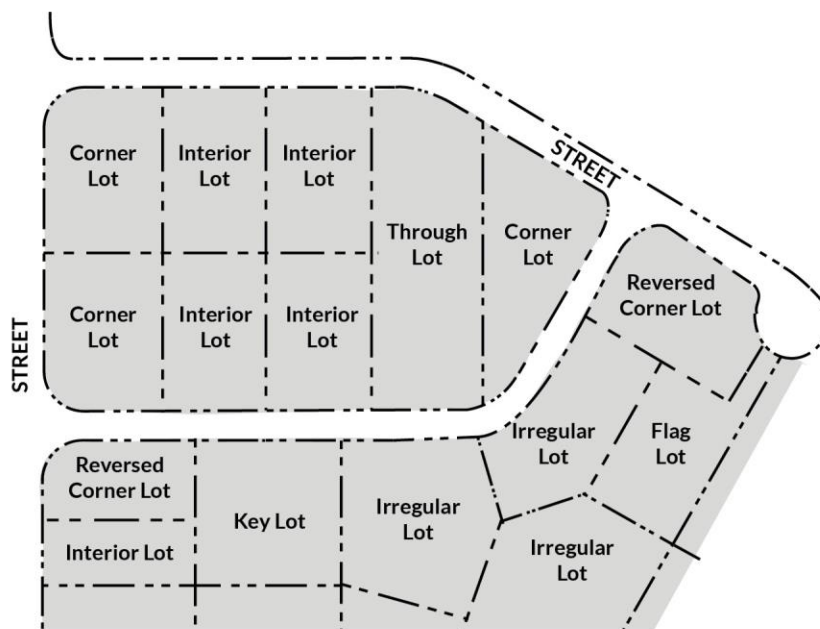 STREET
Corner
Lot
Interior
Lot
Interior
Lot
Through
Lot
Corner
Lot
Reversed
Corner Lot
Corner
Lot
Interior
Lot
Interior
Lot
STREET
Irregular
Lot
Flag
Lot
Reversed
Corner Lot
Key Lot
Irregular
Lot
Interior Lot
Irregular
Lot